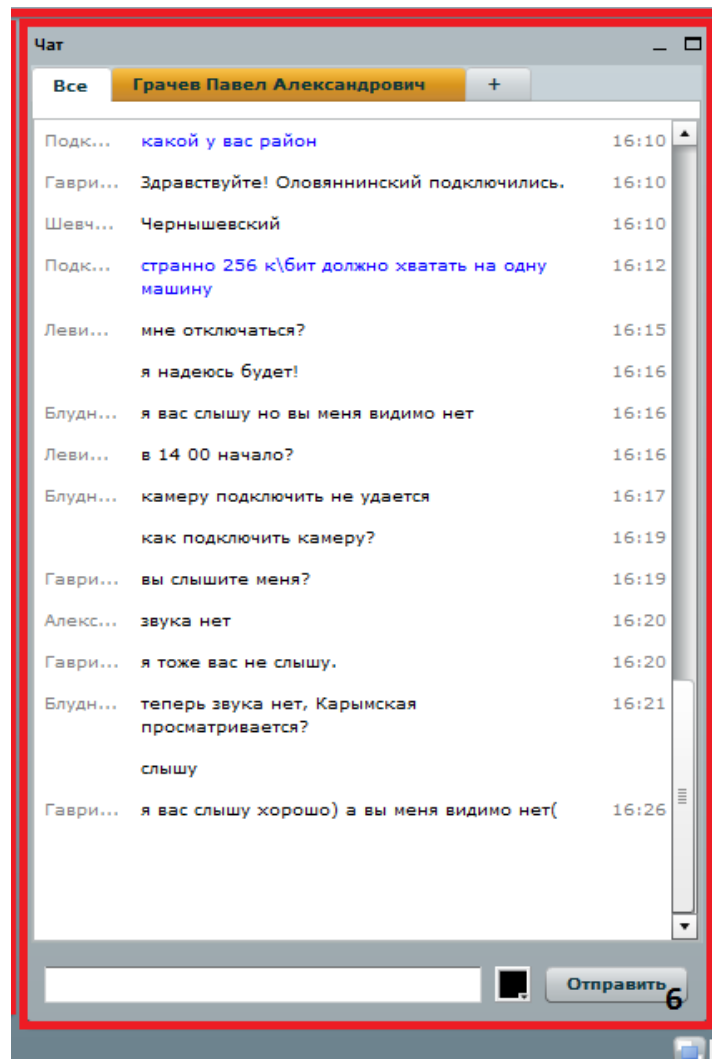 Чат
Все Грачев Павел Александрович +
Подк... какой у вас район 16:10
Гаври... Здравствуйте! Оловяннинский подключились. 16:10
Шевч... Чернышевский 16:10
Подк... странно 256 к\бит должно хватать на одну 16:12
машину
Леви... мне отключаться? 16:15
я надеюсь будет! 16:16
Блудн... я вас слышу но вы меня видимо нет 16:16
Леви... в 14 00 начало? 16:16
Блудн... камеру подключить не удается 16:17
как подключить камеру? 16:19
Гаври... вы слышите меня? 16:19
Алекс... звука нет 16:20
Гаври... я тоже вас не слышу. 16:20
Блудн... теперь звука нет, Карымская 16:21
просматривается?
слышу
Гаври... я вас слышу хорошо) а вы меня видимо нет( 16:26
Отправить
6